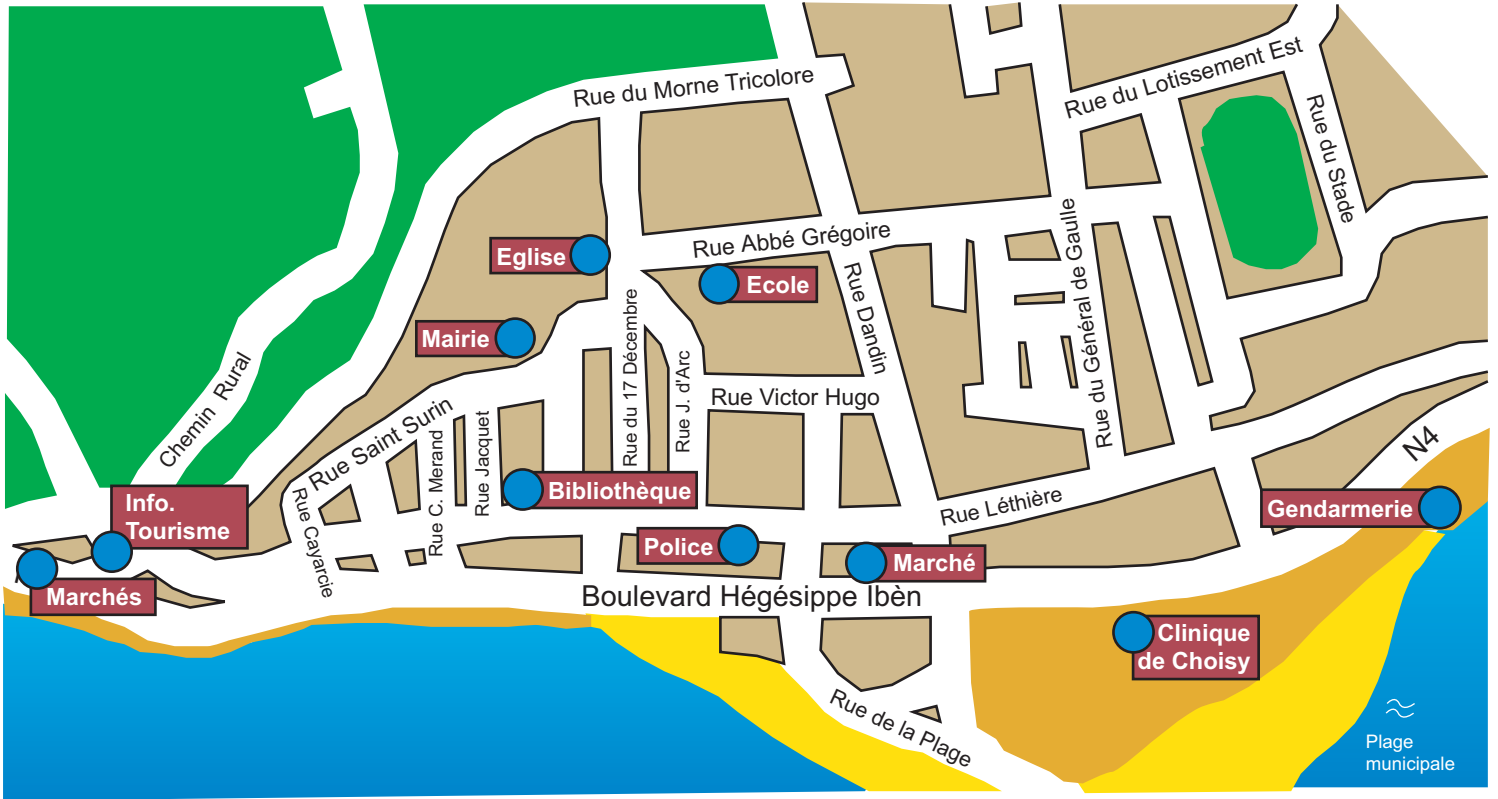 Rue du Morne Tricolore
Rue du Lotissement Est
Rue du Stade
Rue Abbé Grégoire
Eglise
Ecole
Mairie
Rue du 17 Décembre
Rue J. d'Arc
Rue Dandin
Rue du Général de Gaulle
Chemin Rural
Rue Saint Surin
Rue Victor Hugo
Rue C. Merand
Rue Jacquet
Rue Cayarcie
Bibliothèque
Info.
Tourisme
Rue Léthière
N4
Gendarmerie
Police
Marché
Marchés
Boulevard Hégésippe Ibèn
Clinique
de Choisy
Rue de la Plage
Plage
municipale